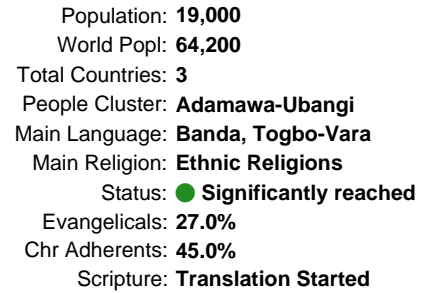 Population: 19,000
World Popl: 64,200
Total Countries: 3
People Cluster: Adamawa-Ubangi
Main Language: Banda, Togbo-Vara
Main Religion: Ethnic Religions
Status: Significantly reached
Evangelicals: 27.0%
Chr Adherents: 45.0%
Scripture: Translation Started